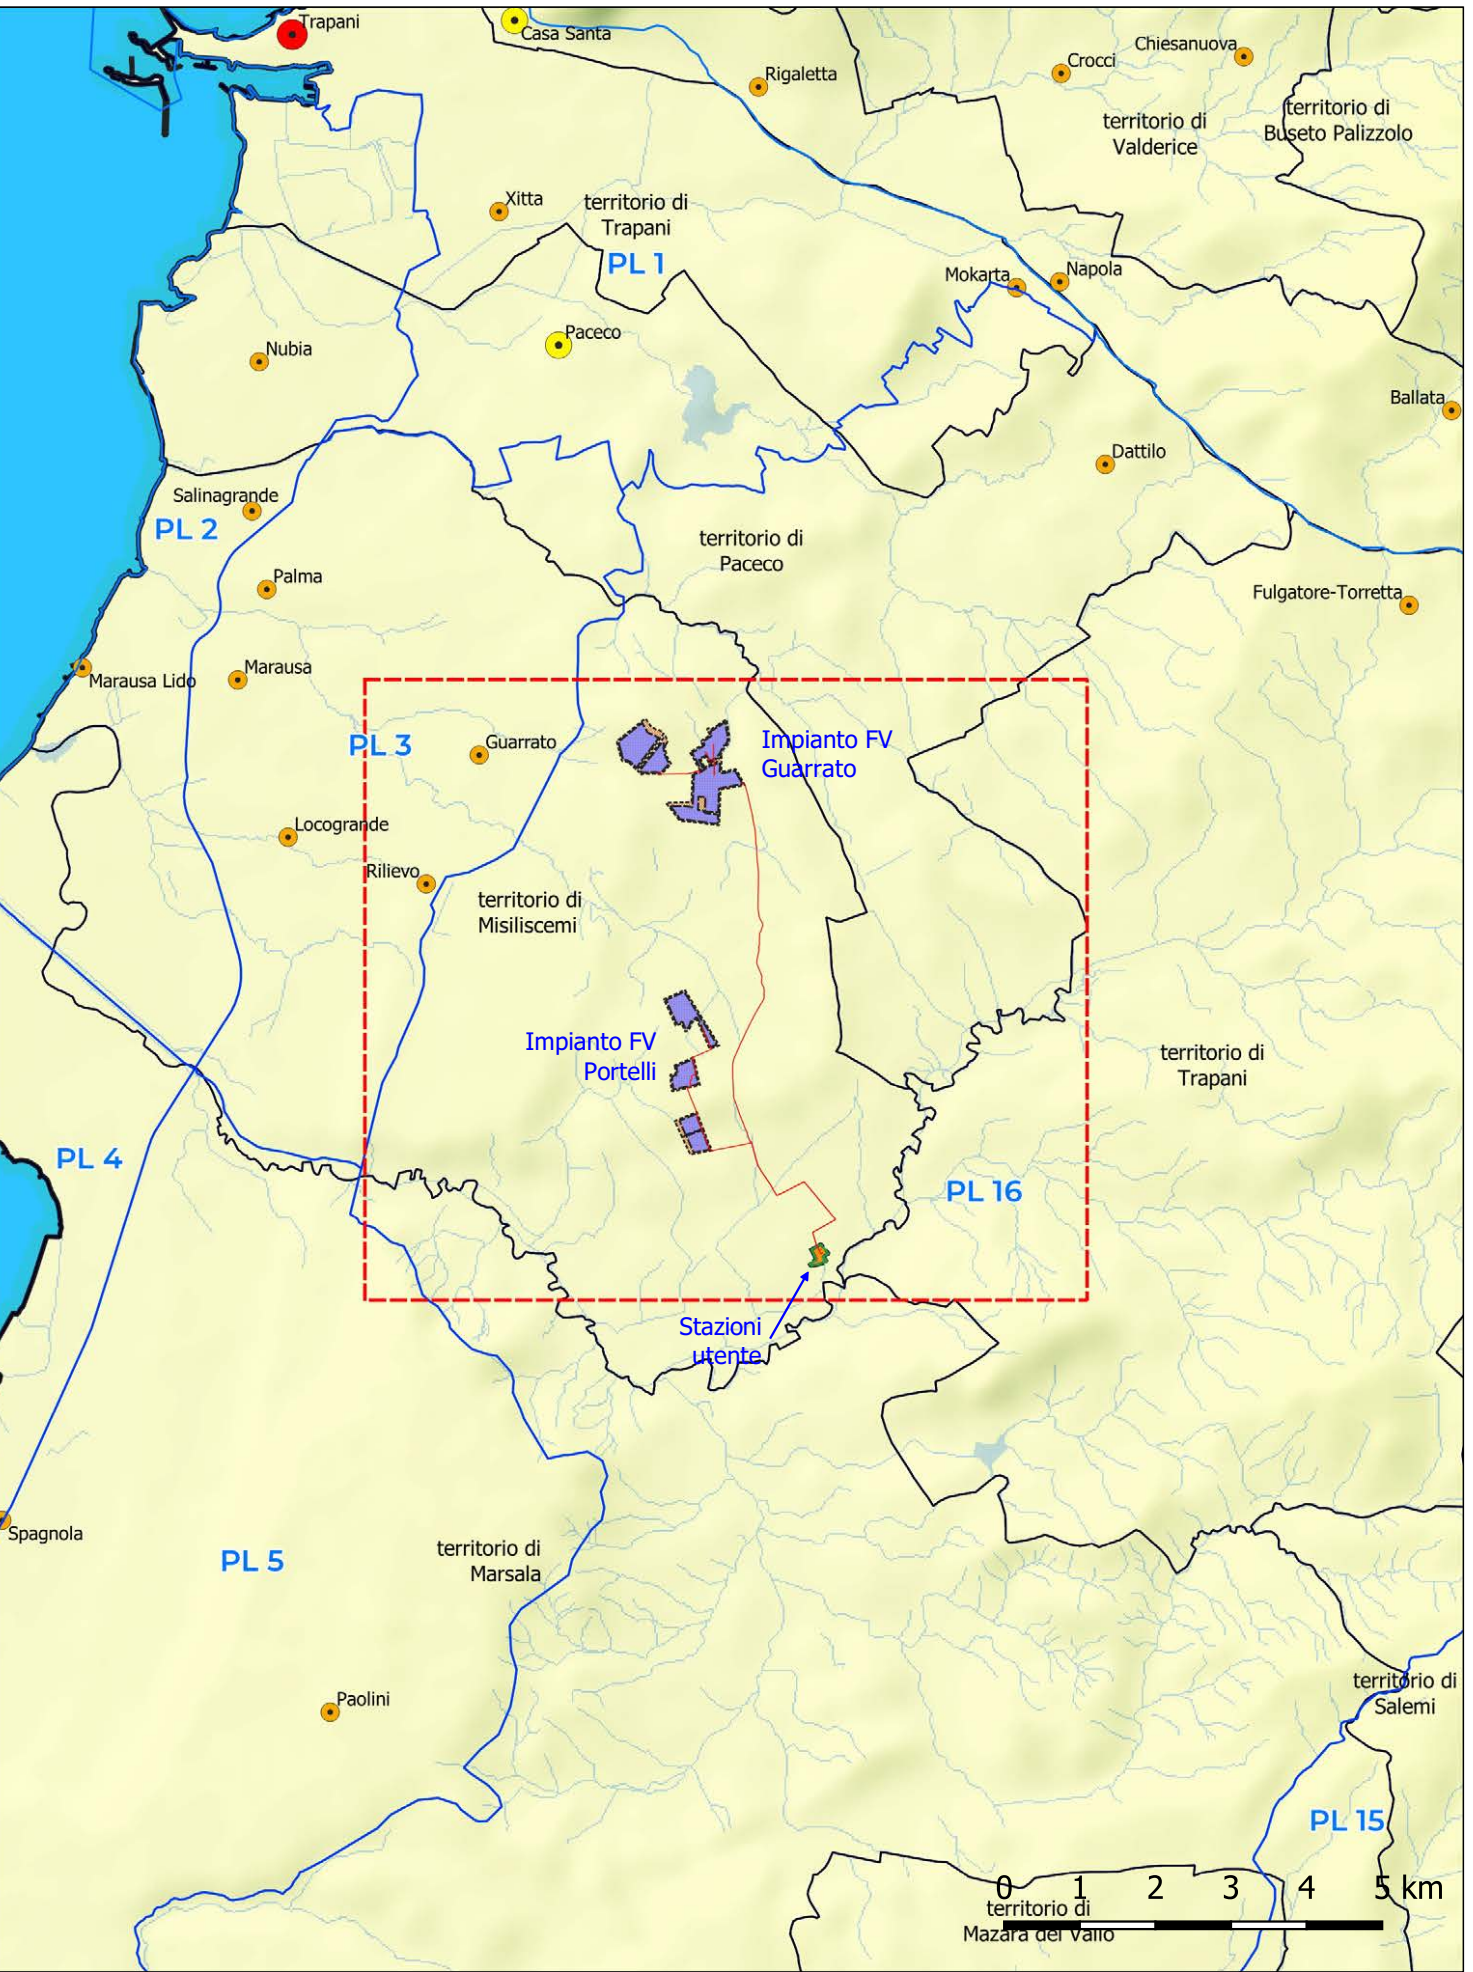 Trapani
Casa Santa
Chiesanuova
Crocci
Rigaletta
territorio di
Buseto Palizzolo
territorio di
Valderice
Xitta
territorio di
Trapani
PL 1
Mokarta
Napola
Paceco
Nubia
Ballata
Dattilo
Salinagrande
PL 2
territorio di
Paceco
Palma
Fulgatore-Torretta
Marausa Lido
Marausa
PL 3
Guarrato
Impianto FV
Guarrato
Locogrande
Rilievo
territorio di
Misiliscemi
Impianto FV
Portelli
territorio di
Trapani
PL 4
PL 16
Stazioni
utente
Spagnola
PL 5
territorio di
Marsala
territorio di
Salemi
Paolini
PL 15
0 1 2 3 4 5 km
territorio di
Mazara del Vallo